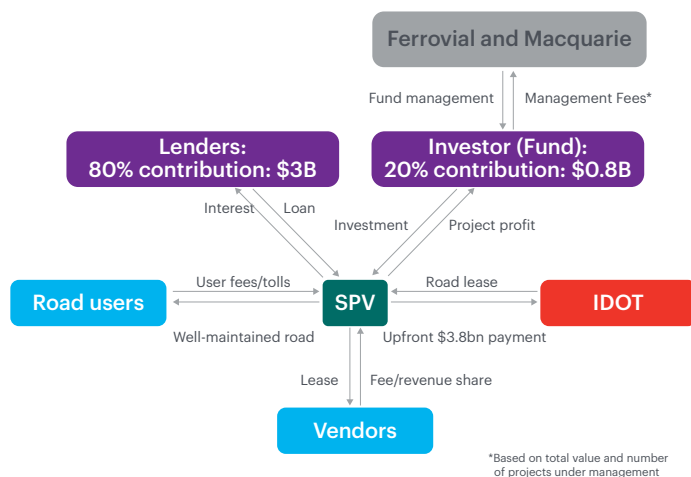 Ferrovial and Macquarie
Fund management
Management Fees*
Lenders:
80% contribution: $3B
Investor (Fund):
20% contribution: $0.8B
Interest
Loan
Investment
Project profit
User fees/tolls
Road lease
Road users
SPV
IDOT
Well-maintained road
Upfront $3.8bn payment
Lease
Fee/revenue share
Vendors
*Based on total value and number
of projects under management